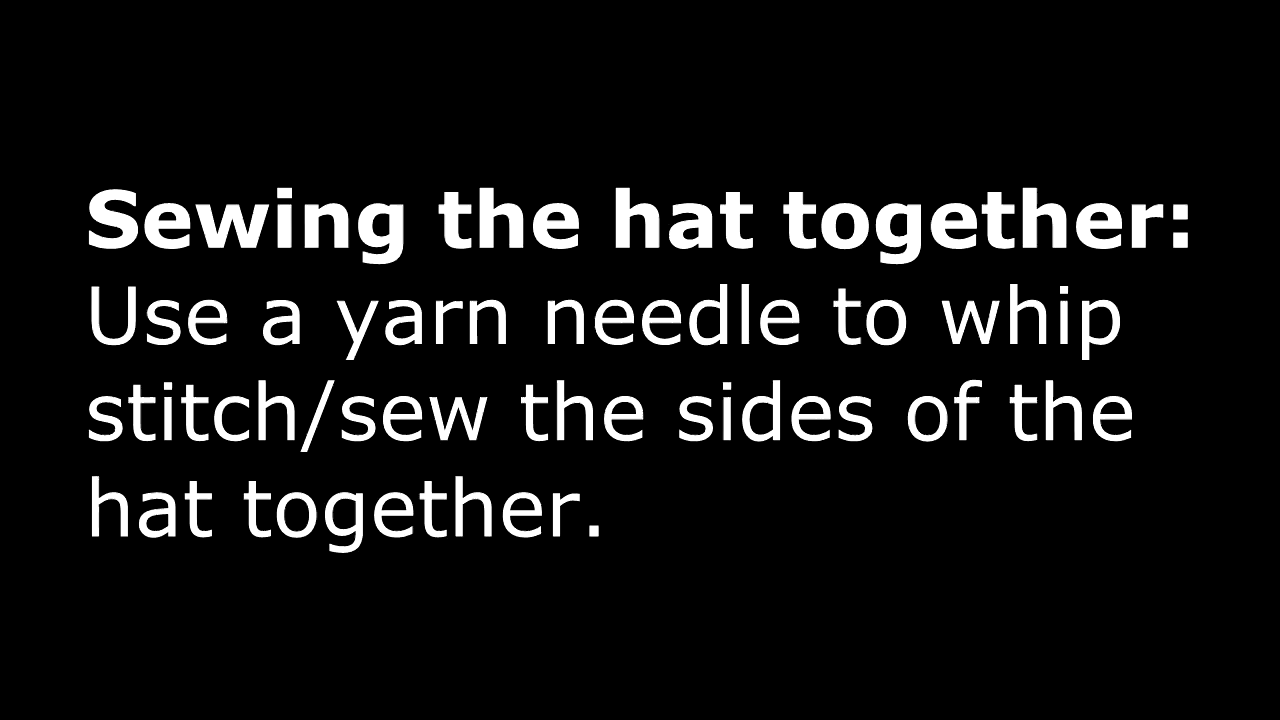 Sewing the hat together:
Use a yarn needle to whip
stitch/sew the sides of the
hat together.